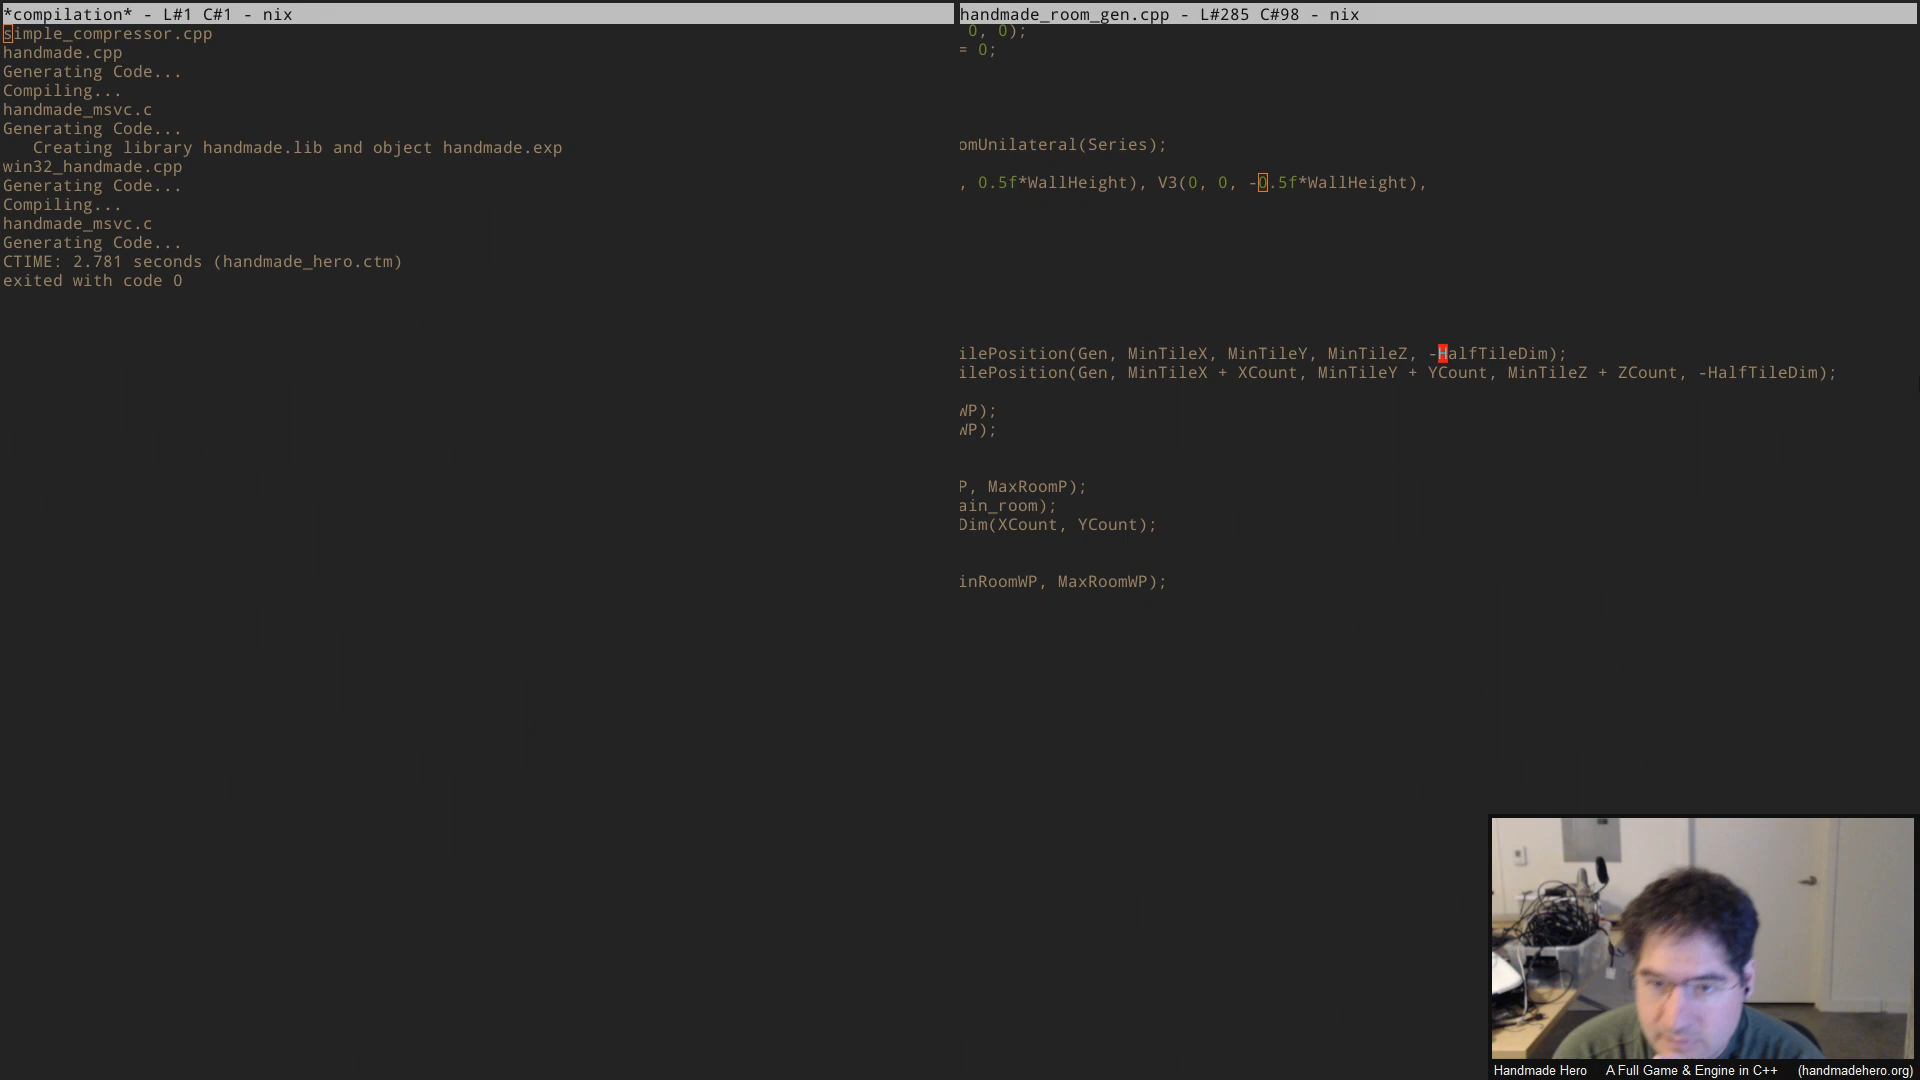 *compilation* - L#1 C#1 - nix
simple_compressor.cpp
handmade.cpp
Generating Code...
Compiling...
handmade_msvc.c
Generating Code...
Creating library handmade.lib and object handmade.exp
win32_handmade.cpp
Generating Code...
Compiling...
handmade_msvc.c
Generating Code...
CTIME: 2.781 seconds (handmade_hero.ctm)
exited with code 0
handmade_room_gen.cpp - L#285 C#98 - nix
0, 0);
= 0;
omUnilateral(Series);
, 0.5f*WallHeight), V3(0, 0, -0.5f*WallHeight),
ilePosition(Gen, MinTileX, MinTileY, MinTileZ, -HalfTileDim);
ilePosition(Gen, MinTileX + XCount, MinTileY + YCount, MinTileZ + ZCount, -HalfTileDim);
WP);
WP);
P, MaxRoomP);
ain_room);
Dim(XCount, YCount);
inRoomWP, MaxRoomWP);
Handmade Hero A Full Game & Engine in C++ (handmadehero.org)